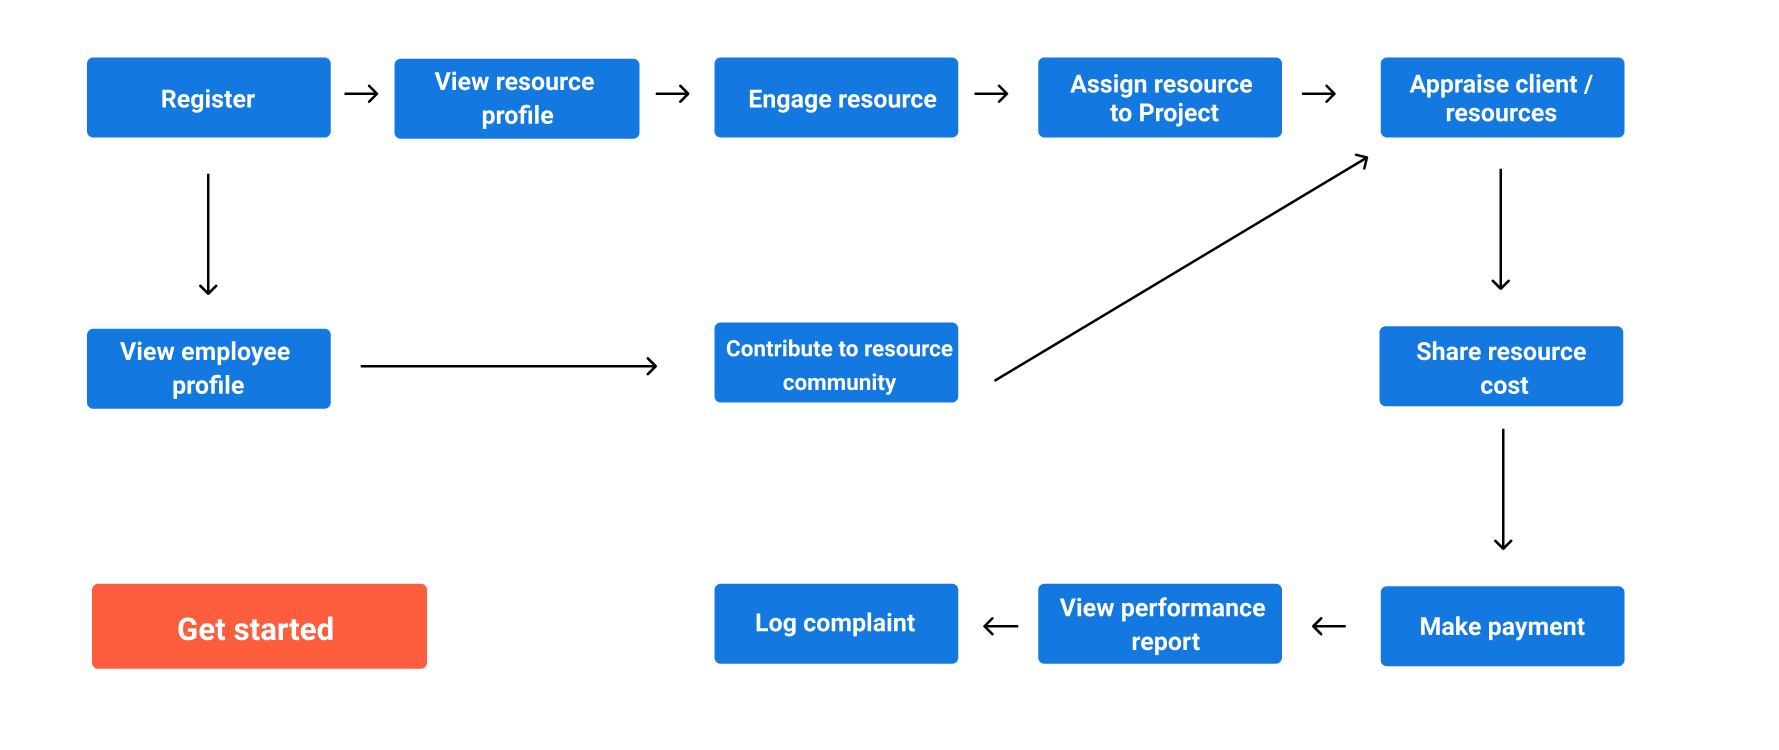 Register
View resource
profile
Engage resource
Assign resource
to Project
Appraise client /
resources
View employee
profile
Contribute to resource
community
Share resource
cost
Get started
Log complaint
View performance
report
Make payment